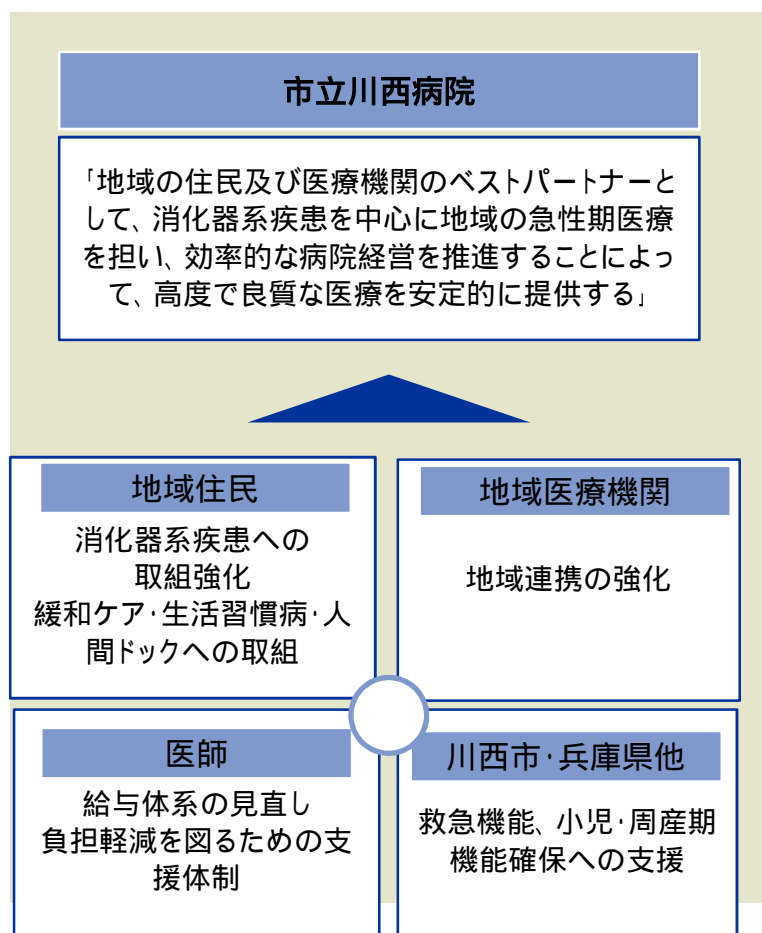 市立川西病院
「地域の住民及び医療機関のベストパートナーと
して、消化器系疾患を中心に地域の急性期医療
を担い、効率的な病院経営を推進することによっ
て、高度で良質な医療を安定的に提供する」
地域住民
消化器系疾患への
取組強化
緩和ケア・生活習慣病・人
間ドックへの取組
地域医療機関
地域連携の強化
医師
給与体系の見直し
負担軽減を図るための支
援体制
川西市・兵庫県他
救急機能、小児・周産期
機能確保への支援